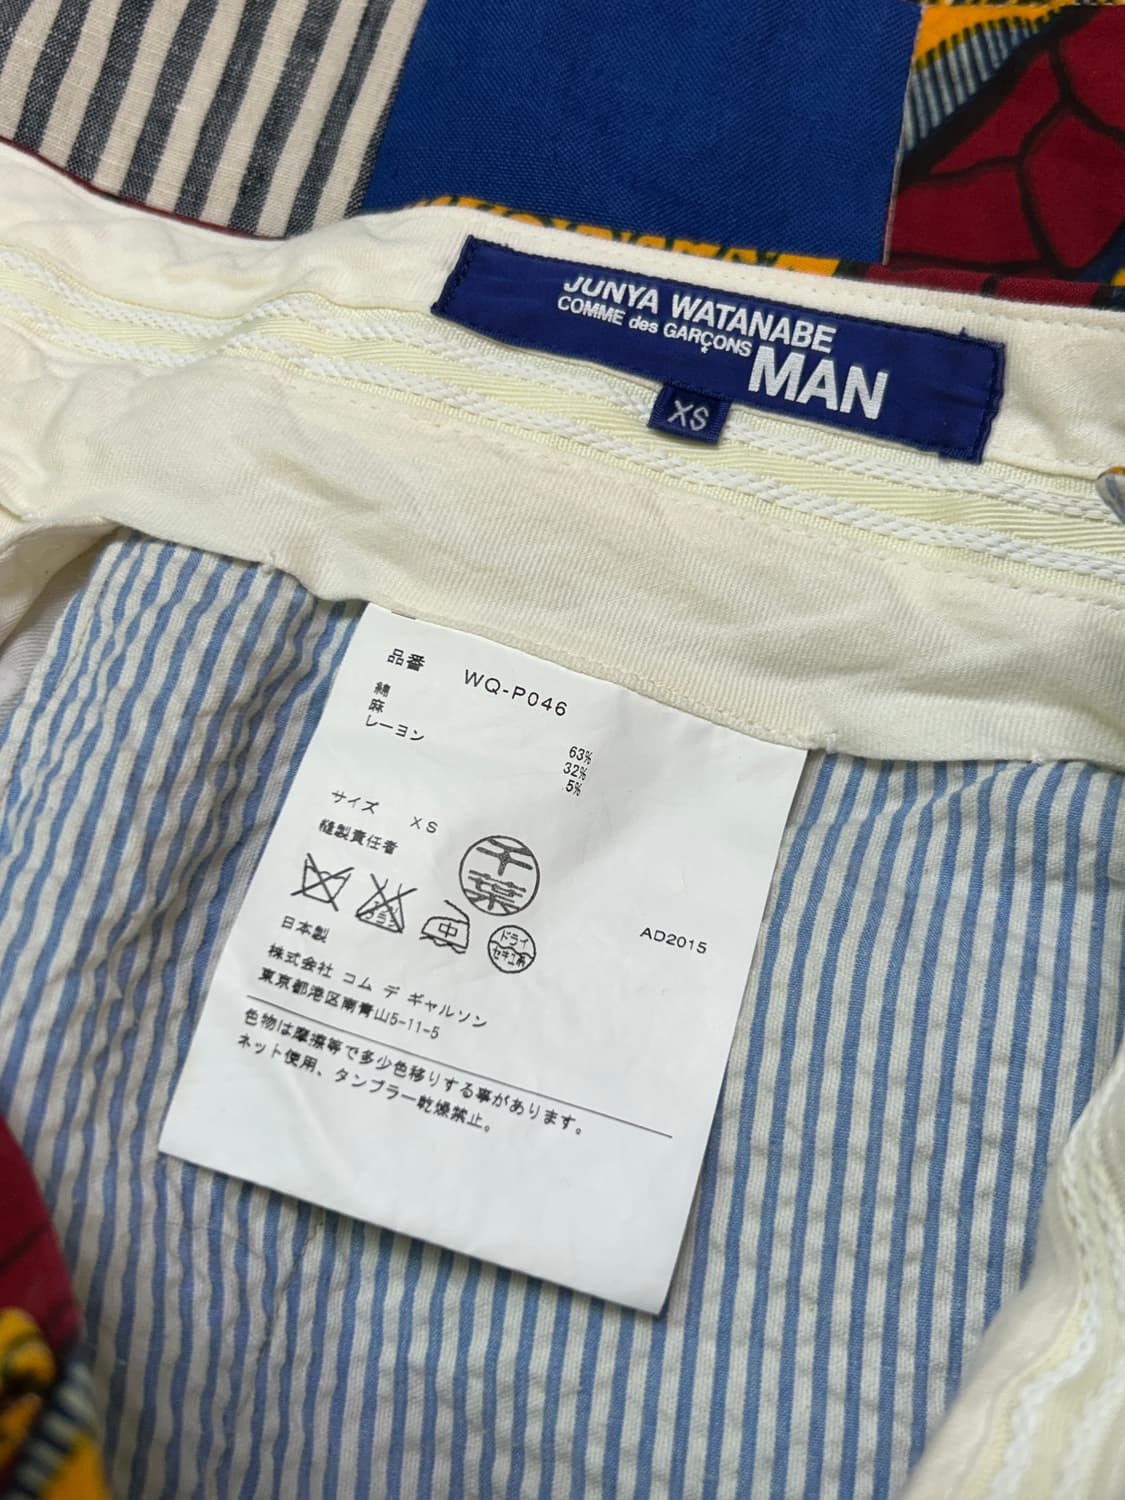 JUNYA WATANABE
COMME des GARÇONS MAN
XS
品番 WQ-P046
綿 63%
麻 32%
レーヨン 5%
サイズ XS
縫製責任者
千葉
中
ドライ
セキユ系
AD2015
日本製
株式会社 コム デ ギャルソン
東京都港区南青山5-11-5
色物は摩擦等で多少色移りする事があります。
ネット使用、タンブラー乾燥禁止。